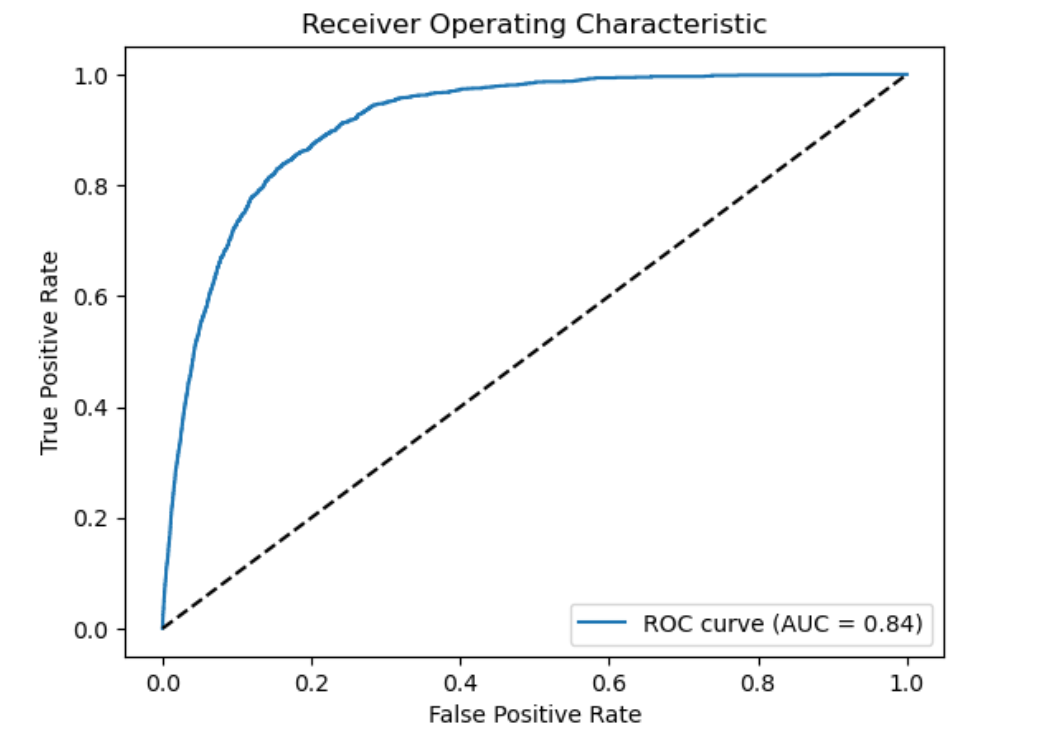 Receiver Operating Characteristic
1.0
0.8
0.6
0.4
0.2
0.0
True Positive Rate
ROC curve (AUC = 0.84)
0.0 0.2 0.4 0.6 0.8 1.0
False Positive Rate